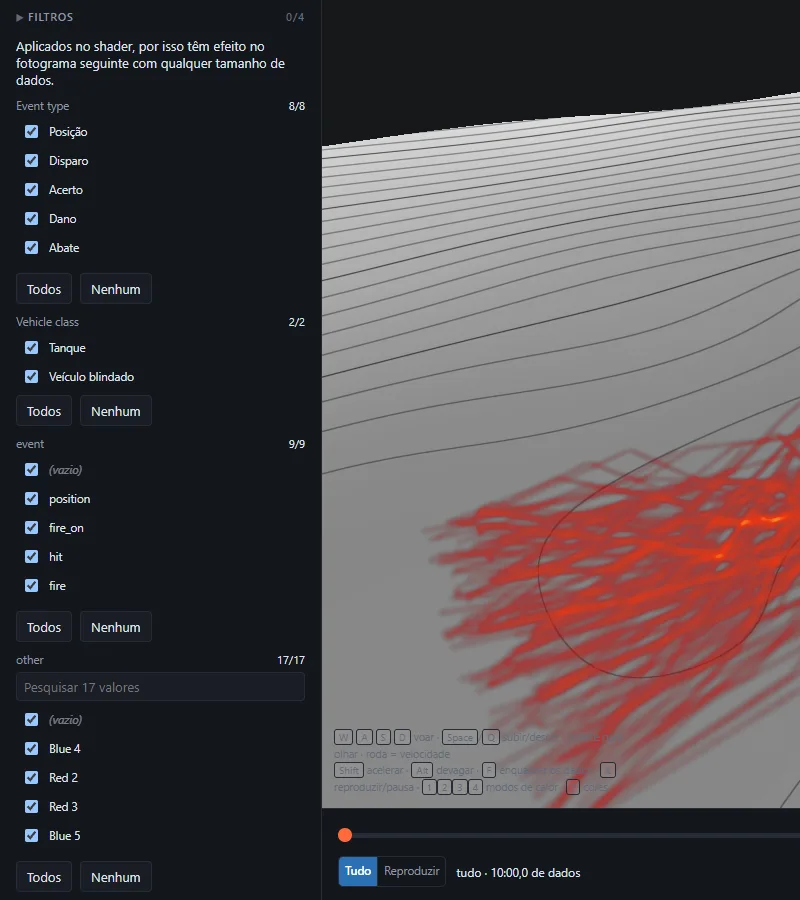 ▶ FILTROS 0/4
Aplicados no shader, por isso têm efeito no
fotograma seguinte com qualquer tamanho de
dados.
Event type 8/8
Posição
Disparo
Acerto
Dano
Abate
Todos Nenhum
Vehicle class 2/2
Tanque
Veículo blindado
Todos Nenhum
event 9/9
(vazio)
position
fire_on
hit
fire
Todos Nenhum
other 17/17
Pesquisar 17 valores
(vazio)
Blue 4
Red 2
Red 3
Blue 5
Todos Nenhum
W A S D voar · Space / Q subir/descer
olhar · roda = velocidade
Shift acelerar · Alt devagar · F
reproduzir/pausa · 1 2 3 4 modos de calor
Tudo Reproduzir tudo · 10:00,0 de dados